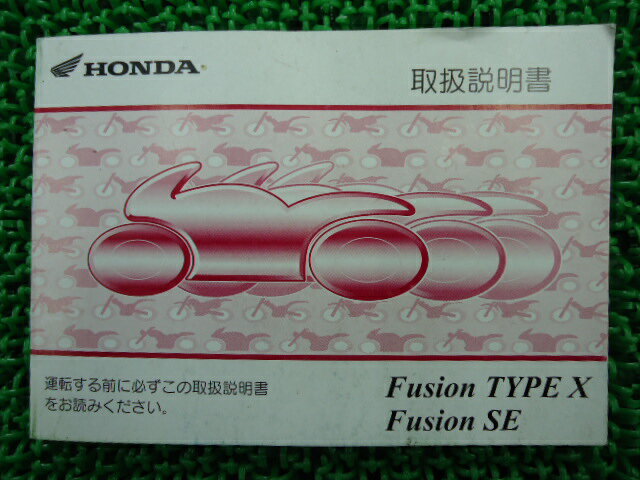 HONDA
取扱説明書
運転する前に必ずこの取扱説明書
をお読みください。
Fusion TYPE X
Fusion SE